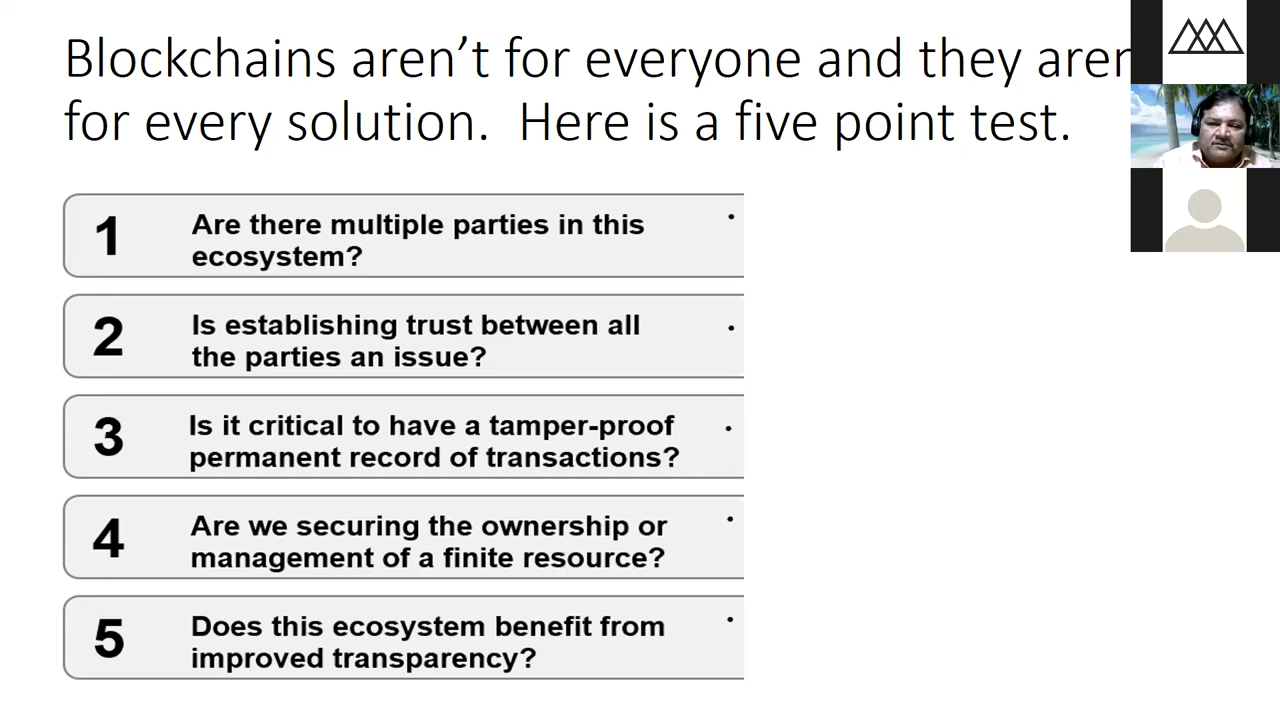 Blockchains aren’t for everyone and they aren
for every solution.  Here is a five point test.
1
Are there multiple parties in this
ecosystem?
2
Is establishing trust between all
the parties an issue?
3
Is it critical to have a tamper-proof
permanent record of transactions?
4
Are we securing the ownership or
management of a finite resource?
5
Does this ecosystem benefit from
improved transparency?